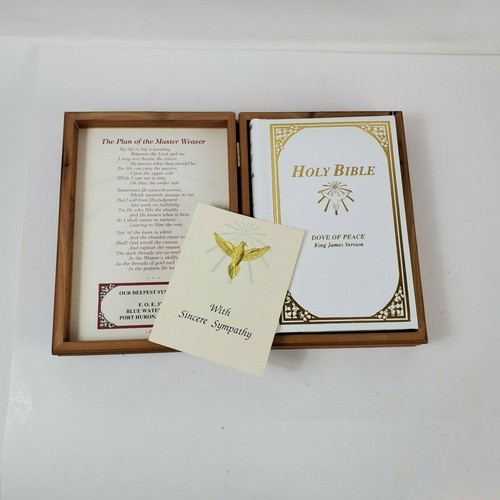 The Plan of the Master Weaver
My life is but a weaving,
Between the Lord and me,
I may not choose the colors,
He knows what they should be.
For He can view the pattern
Upon the upper side
While I can see it only
On this, the under side.
Sometimes He weaveth sorrow,
Which seemeth strange to me;
But I will trust His judgement
And work on faithfully.
'Tis He who fills the shuttle,
and He knows what is best,
So I shall weave in earnest,
Leaving to Him the rest.
Not 'til the loom is silent
And the shuttles cease to
Shall God unroll the canvas
And explain the reason
The dark threads are as need
In the Weaver's skillful
As the threads of gold and
In the pattern He has
OUR DEEPEST
F. O. E.
BLUE WATER
PORT HURON,
With
Sincere Sympathy
HOLY BIBLE
DOVE OF PEACE
King James Version